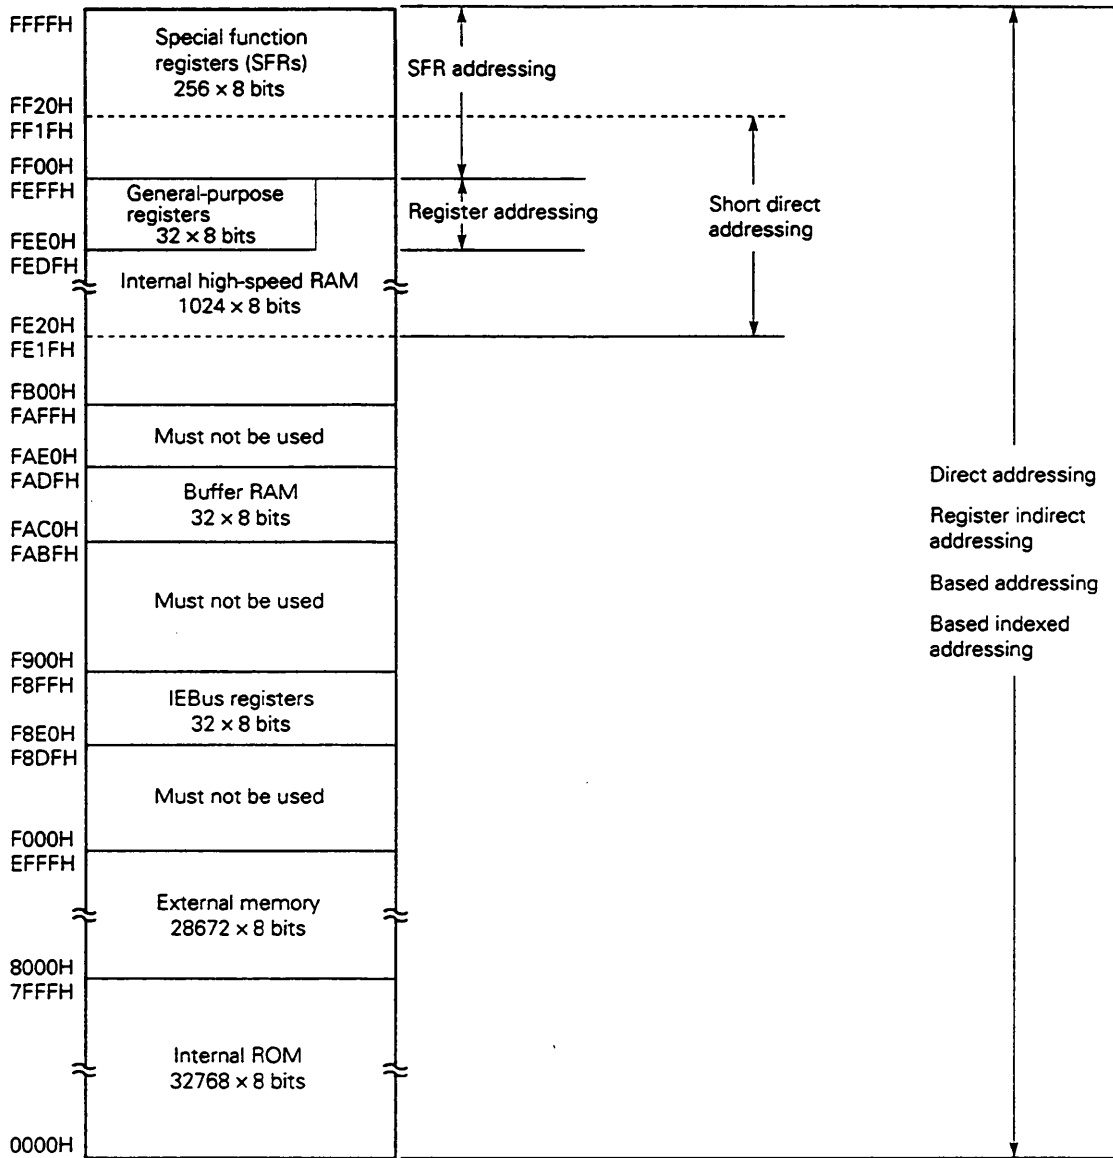 FFFFH
Special function
registers (SFRs)
256 × 8 bits
SFR addressing
FF20H
FF1FH
FF00H
FEFFH
General-purpose
registers
32 × 8 bits
Register addressing
Short direct
addressing
FEE0H
FEDFH
Internal high-speed RAM
1024 × 8 bits
FE20H
FE1FH
FB00H
FAFFH
Must not be used
FAE0H
FADFH
Buffer RAM
32 × 8 bits
FAC0H
FABFH
Must not be used
Direct addressing
Register indirect
addressing
Based addressing
Based indexed
addressing
F900H
F8FFH
IEBus registers
32 × 8 bits
F8E0H
F8DFH
Must not be used
F000H
EFFFH
External memory
28672 × 8 bits
8000H
7FFFH
Internal ROM
32768 × 8 bits
0000H